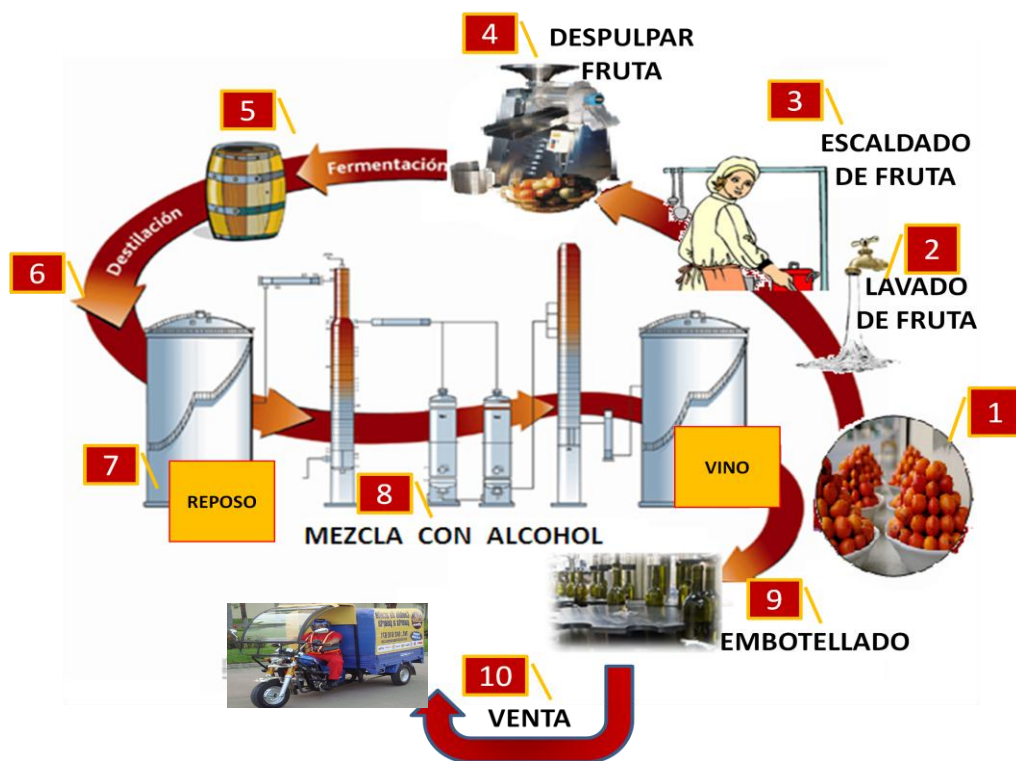 4
DESPULPAR
FRUTA
3
ESCALDADO
DE FRUTA
5
Fermentación
Destilación
2
LAVADO
DE FRUTA
6
1
7
REPOSO
8
MEZCLA CON ALCOHOL
VINO
9
EMBOTELLADO
10
VENTA